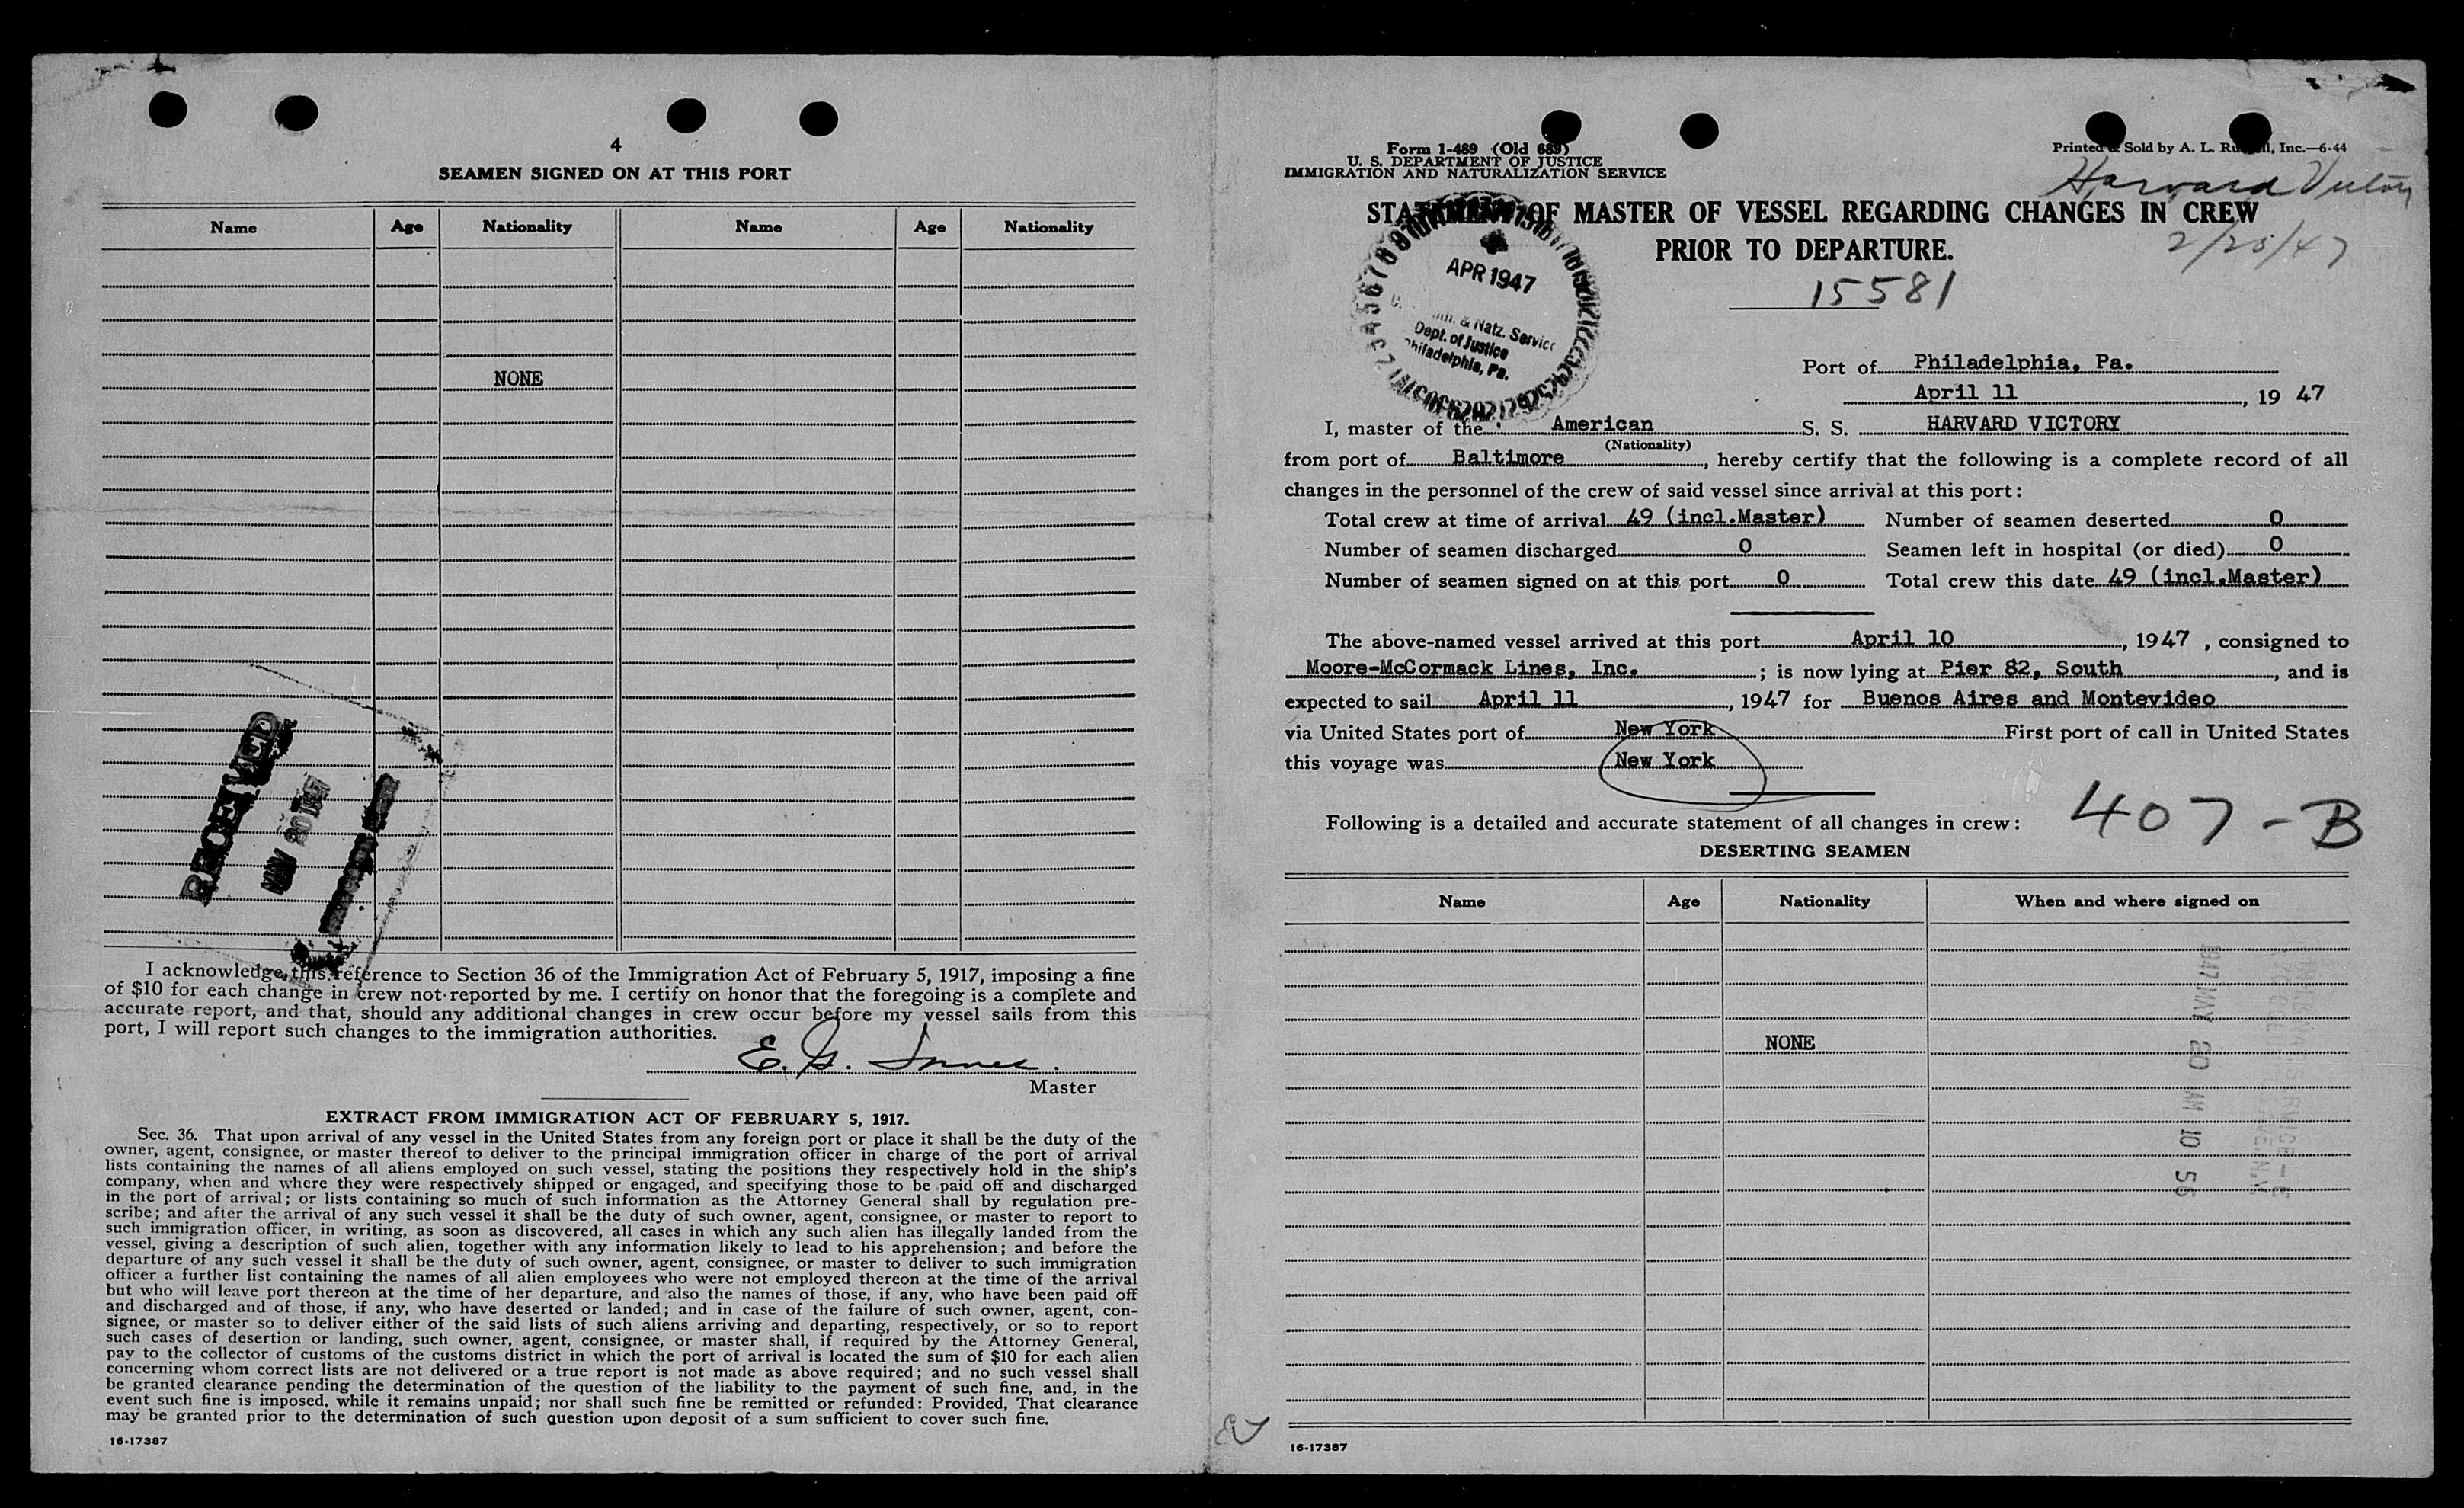 4
SEAMEN SIGNED ON AT THIS PORT
Name Age Nationality Name Age Nationality
NONE
RECEIVED
I acknowledge this reference to Section 36 of the Immigration Act of February 5, 1917, imposing a fine
of $10 for each change in crew not reported by me. I certify on honor that the foregoing is a complete and
accurate report, and that, should any additional changes in crew occur before my vessel sails from this
port, I will report such changes to the immigration authorities.
E. G.
Master
EXTRACT FROM IMMIGRATION ACT OF FEBRUARY 5, 1917.
Sec. 36. That upon arrival of any vessel in the United States from any foreign port or place it shall be the duty of the
owner, agent, consignee, or master thereof to deliver to the principal immigration officer in charge of the port of arrival
lists containing the names of all aliens employed on such vessel, stating the positions they respectively hold in the ship's
company, when and where they were respectively shipped or engaged, and specifying those to be paid off and discharged
in the port of arrival; or lists containing so much of such information as the Attorney General shall by regulation pre-
scribe; and after the arrival of any such vessel it shall be the duty of such owner, agent, consignee, or master to report to
such immigration officer, in writing, as soon as discovered, all cases in which any such alien has illegally landed from the
vessel, giving a description of such alien, together with any information likely to lead to his apprehension; and before the
departure of any such vessel it shall be the duty of such owner, agent, consignee, or master to deliver to such immigration
officer a further list containing the names of all alien employees who were not employed thereon at the time of the arrival
but who will leave port thereon at the time of her departure, and also the names of those, if any, who have been paid off
and discharged and of those, if any, who have deserted or landed; and in case of the failure of such owner, agent, con-
signee, or master so to deliver either of the said lists of such aliens arriving and departing, respectively, or so to report
such cases of desertion or landing, such owner, agent, consignee, or master shall, if required by the Attorney General,
pay to the collector of customs of the customs district in which the port of arrival is located the sum of $10 for each alien
concerning whom correct lists are not delivered or a true report is not made as above required; and no such vessel shall
be granted clearance pending the determination of the question of the liability to the payment of such fine, and, in the
event such fine is imposed, while it remains unpaid; nor shall such fine be remitted or refunded: Provided, That clearance
may be granted prior to the determination of such question upon deposit of a sum sufficient to cover such fine.
16-17387
Form 1-489 (Old 689)
U. S. DEPARTMENT OF JUSTICE
IMMIGRATION AND NATURALIZATION SERVICE
Printed & Sold by A. L. Inc.—6-44
Harvard Victory
STATEMENT OF MASTER OF VESSEL REGARDING CHANGES IN CREW
PRIOR TO DEPARTURE.
2/25/47
15581
APR 1947
& Natz. Service
Dept. of Justice
Philadelphia, Pa.
Port of Philadelphia, Pa.
April 11, 19 47
I, master of the American S. S. HARVARD VICTORY
(Nationality)
from port of Baltimore, hereby certify that the following is a complete record of all
changes in the personnel of the crew of said vessel since arrival at this port:
Total crew at time of arrival 49 (incl.Master) Number of seamen deserted 0
Number of seamen discharged 0 Seamen left in hospital (or died) 0
Number of seamen signed on at this port 0 Total crew this date 49 (incl.Master)
The above-named vessel arrived at this port April 10, 1947, consigned to
Moore-McCormack Lines, Inc.; is now lying at Pier 82, South, and is
expected to sail April 11, 1947 for Buenos Aires and Montevideo
via United States port of New York First port of call in United States
this voyage was New York
407-B
Following is a detailed and accurate statement of all changes in crew:
DESERTING SEAMEN
Name Age Nationality When and where signed on
NONE
1947 MAY 20 AM 10 56
16-17387